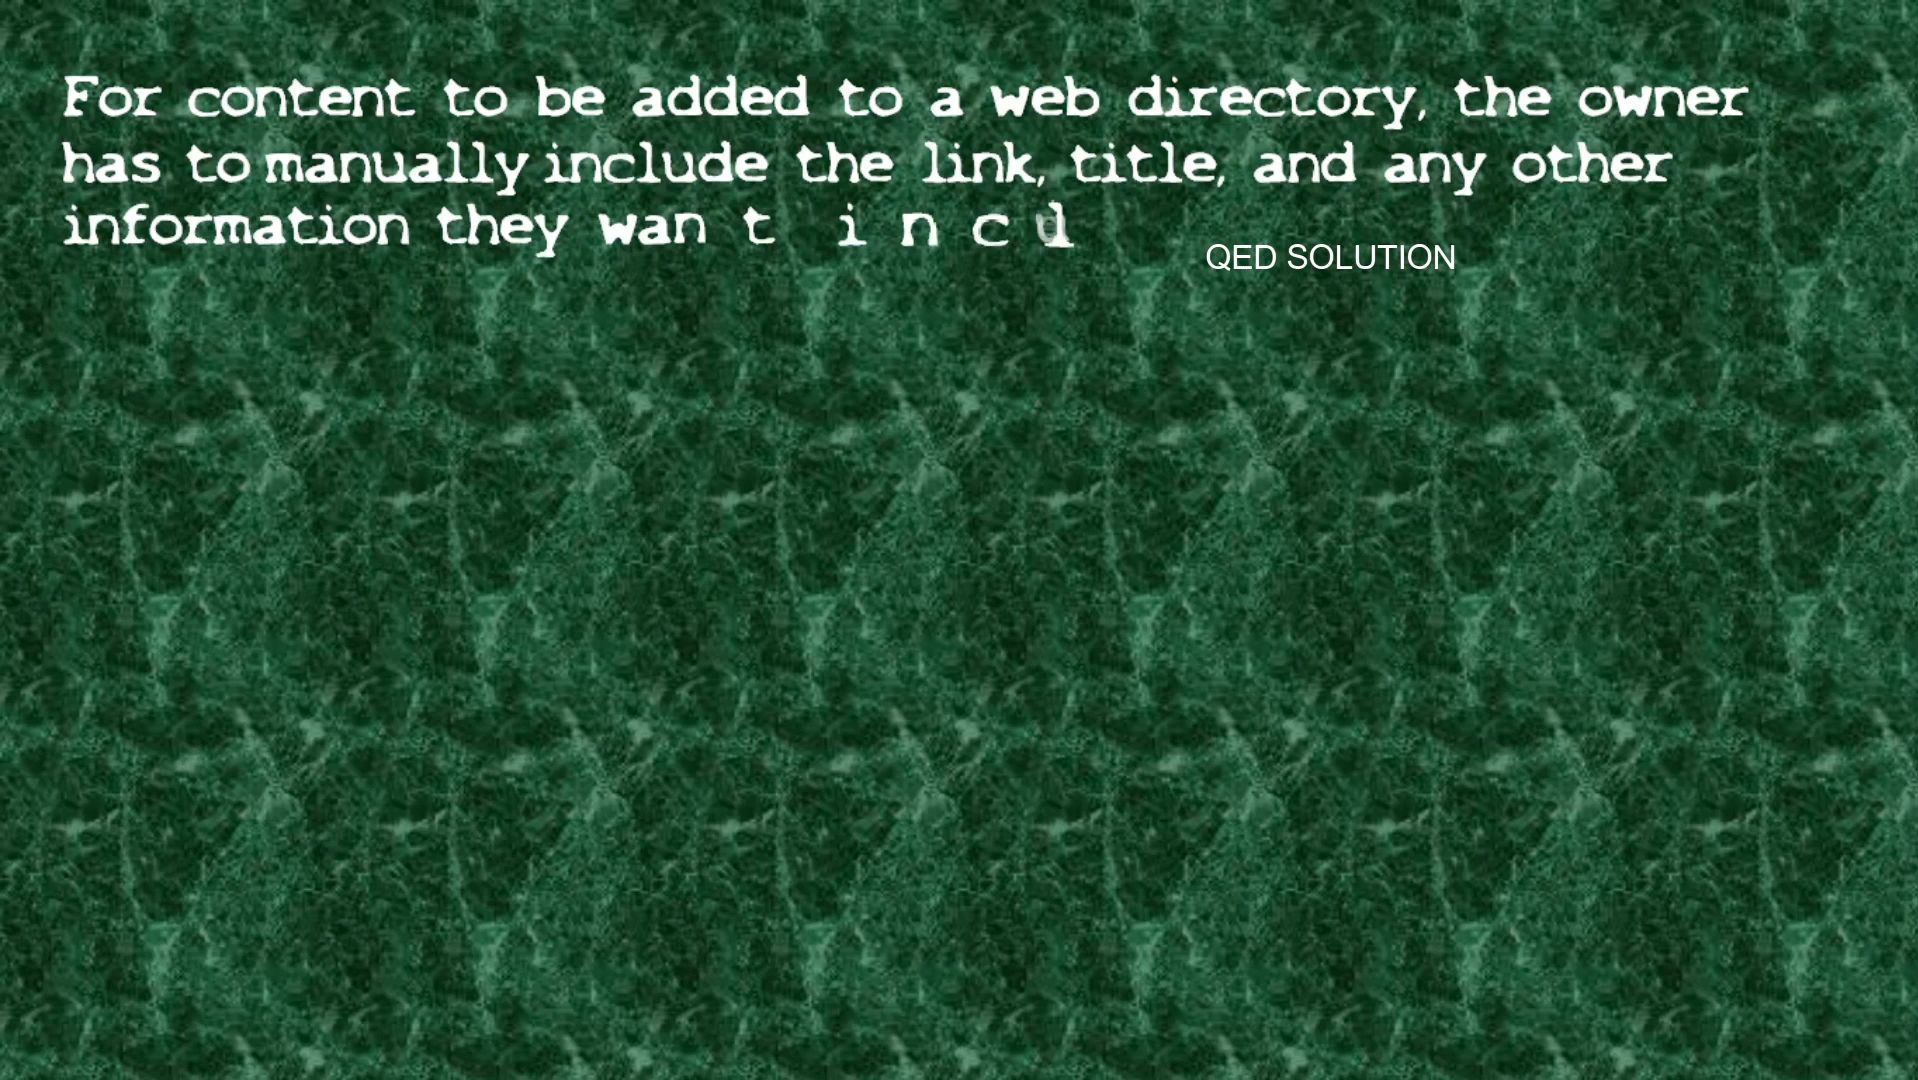 For content to be added to a web directory, the owner
has to manually include the link, title, and any other
information they wan t
QED SOLUTION